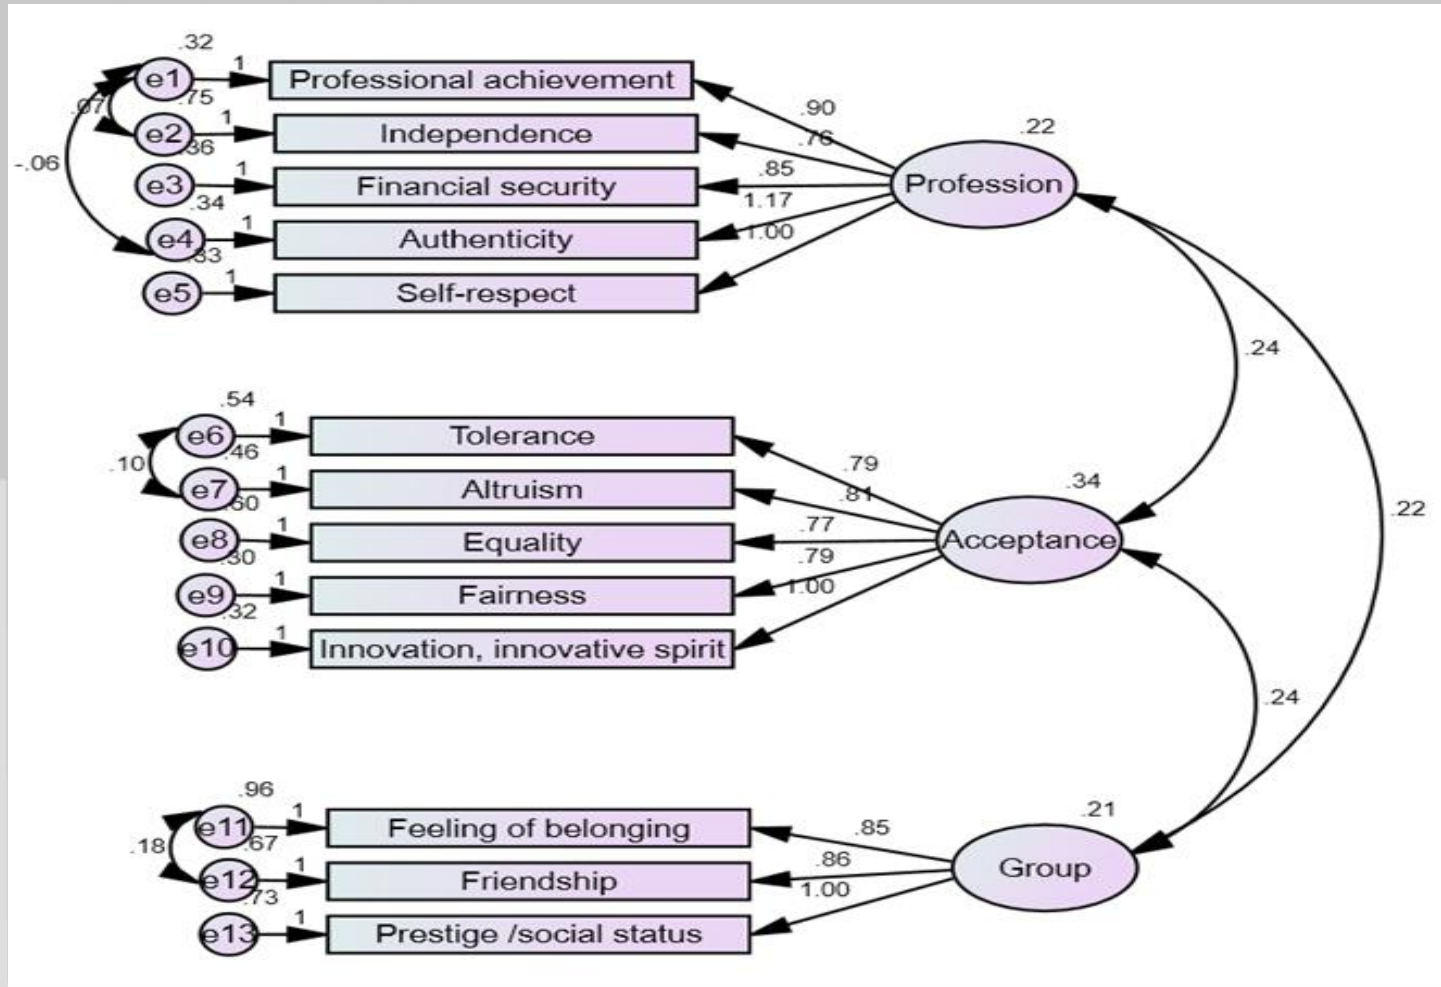 .32
e1 1 Professional achievement
.75
e2 1 Independence
.36
e3 1 Financial security
.34
e4 1 Authenticity
.33
e5 1 Self-respect
.07
-.06
.90
.76
.85
1.17
1.00
.22
Profession
.54
e6 1 Tolerance
.46
e7 1 Altruism
.60
e8 1 Equality
.30
e9 1 Fairness
.32
e10 1 Innovation, innovative spirit
.10
.79
.81
.77
.79
1.00
.34
Acceptance
.96
e11 1 Feeling of belonging
.67
e12 1 Friendship
.73
e13 1 Prestige /social status
.18
.85
.86
1.00
.21
Group
.24
.22
.24